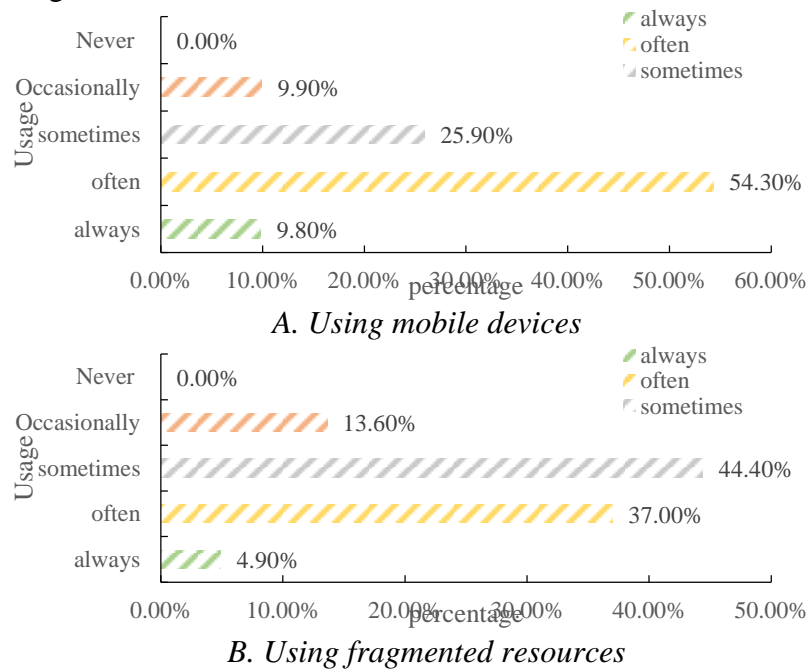 always
often
sometimes
Never 0.00%
Occasionally 9.90%
sometimes 25.90%
often 54.30%
always 9.80%
Usage
0.00% 10.00% 20.00% 30.00% 40.00% 50.00% 60.00%
percentage
A. Using mobile devices
always
often
sometimes
Never 0.00%
Occasionally 13.60%
sometimes 44.40%
often 37.00%
always 4.90%
Usage
0.00% 10.00% 20.00% 30.00% 40.00% 50.00%
percentage
B. Using fragmented resources